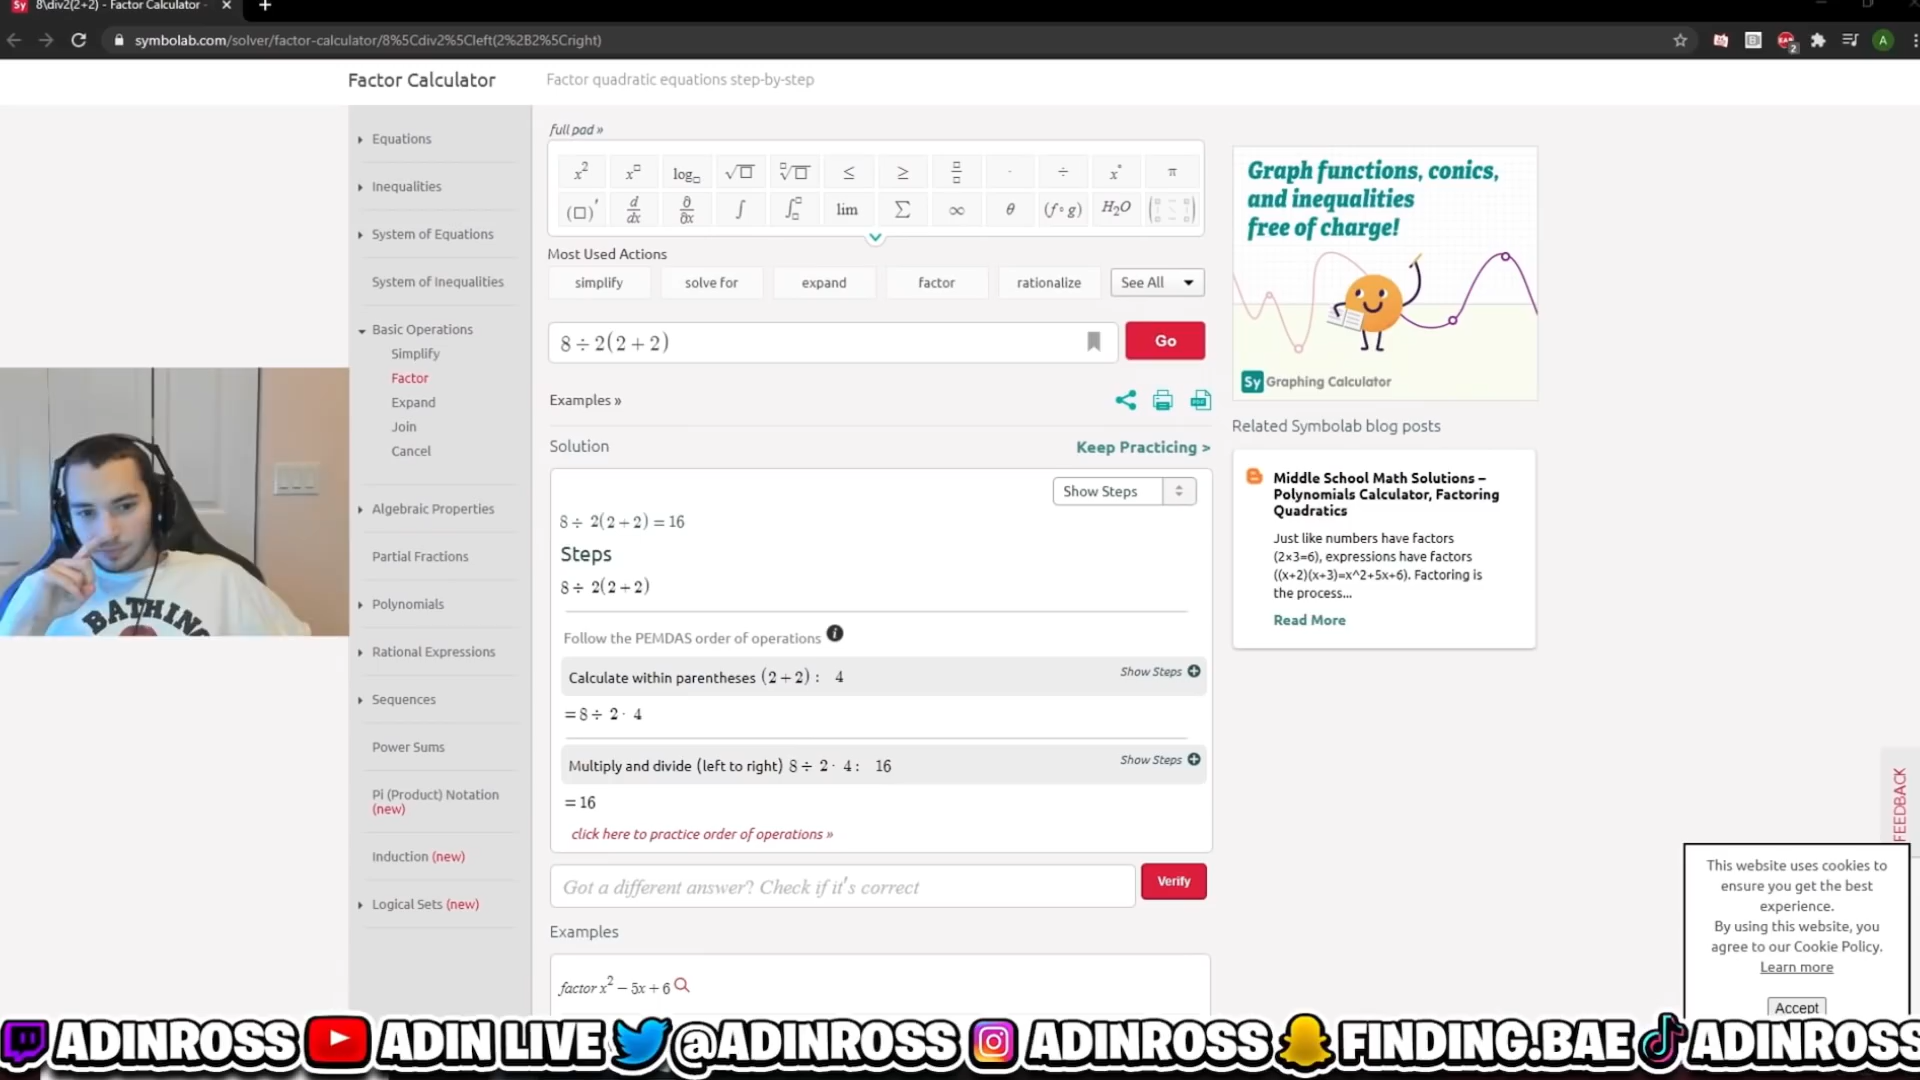 Sy 8\div2(2+2) - Factor Calculator
symbolab.com/solver/factor-calculator/8%5Cdiv2%5Cleft(2%2B2%5Cright)
2
A
Factor Calculator
Factor quadratic equations step-by-step
Equations
Inequalities
System of Equations
System of Inequalities
Basic Operations
Simplify
Factor
Expand
Join
Cancel
Algebraic Properties
Partial Fractions
Polynomials
Rational Expressions
Sequences
Power Sums
Pi (Product) Notation
(new)
Induction (new)
Logical Sets (new)
full pad »
x² x□ log□ √□ □√□ ≤ ≥ □/□ · ÷ x° π
(□)′ d/dx ∂/∂x ∫ ∫□□ lim ∑ ∞ θ (f∘g) H₂O
Most Used Actions
simplify solve for expand factor rationalize See All
8 ÷ 2(2 + 2)
Go
Examples »
Solution
Keep Practicing >
Show Steps
8 ÷ 2(2 + 2) = 16
Steps
8 ÷ 2(2 + 2)
Follow the PEMDAS order of operations i
Calculate within parentheses (2 + 2) : 4
Show Steps
= 8 ÷ 2 · 4
Multiply and divide (left to right) 8 ÷ 2 · 4 : 16
Show Steps
= 16
click here to practice order of operations »
Got a different answer? Check if it's correct
Verify
Examples
factor x² − 5x + 6
Graph functions, conics,
and inequalities
free of charge!
Sy Graphing Calculator
Related Symbolab blog posts
Middle School Math Solutions –
Polynomials Calculator, Factoring
Quadratics
Just like numbers have factors
(2×3=6), expressions have factors
((x+2)(x+3)=x^2+5x+6). Factoring is
the process...
Read More
FEEDBACK
This website uses cookies to
ensure you get the best
experience.
By using this website, you
agree to our Cookie Policy.
Learn more
Accept
BATHING
ADINROSS ADIN LIVE @ADINROSS ADINROSS FINDING.BAE ADINROSS